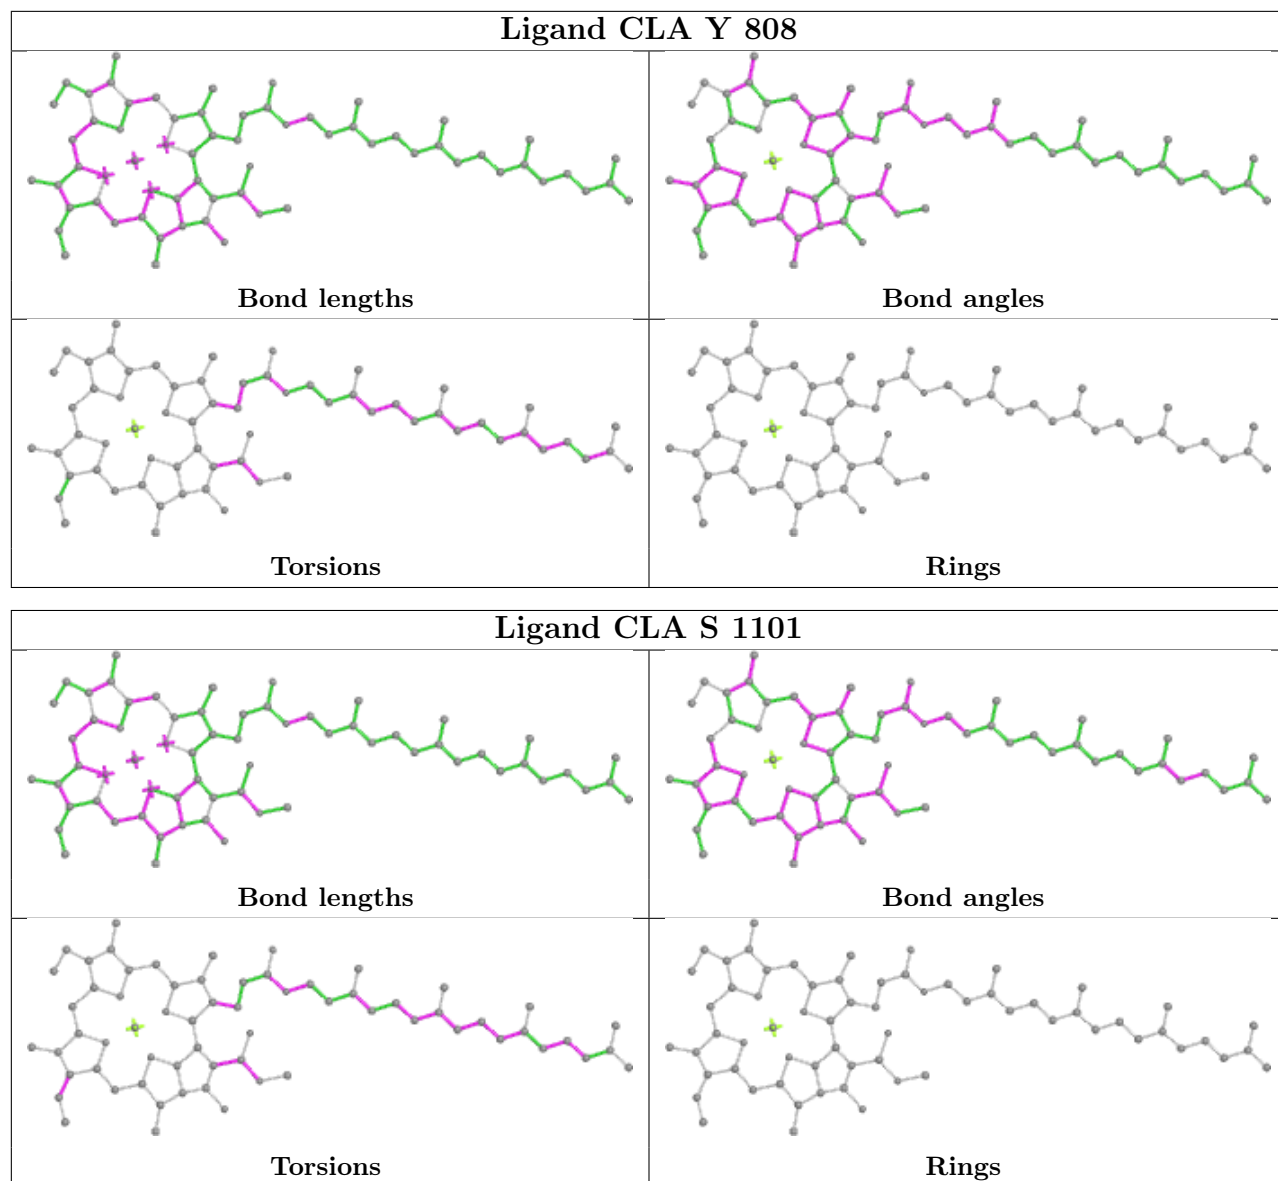 Ligand CLA Y 808
Bond lengths
Bond angles
Torsions
Rings
Ligand CLA S 1101
Bond lengths
Bond angles
Torsions
Rings